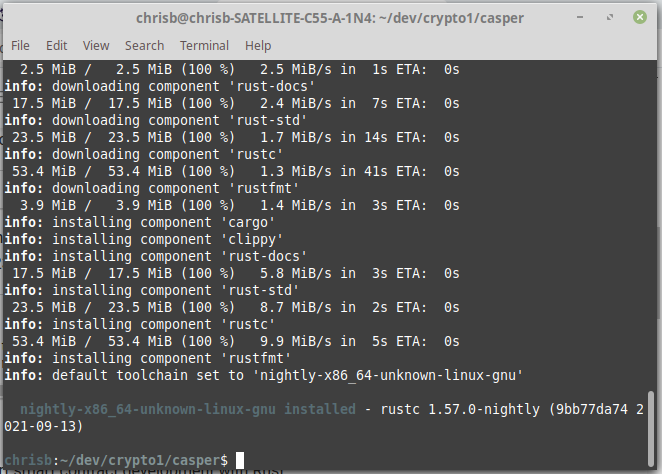 chrisb@chrisb-SATELLITE-C55-A-1N4: ~/dev/crypto1/casper
File Edit View Search Terminal Help
2.5 MiB / 2.5 MiB (100 %) 2.5 MiB/s in 1s ETA: 0s
info: downloading component 'rust-docs'
17.5 MiB / 17.5 MiB (100 %) 2.4 MiB/s in 7s ETA: 0s
info: downloading component 'rust-std'
23.5 MiB / 23.5 MiB (100 %) 1.7 MiB/s in 14s ETA: 0s
info: downloading component 'rustc'
53.4 MiB / 53.4 MiB (100 %) 1.3 MiB/s in 41s ETA: 0s
info: downloading component 'rustfmt'
3.9 MiB / 3.9 MiB (100 %) 1.4 MiB/s in 3s ETA: 0s
info: installing component 'cargo'
info: installing component 'clippy'
info: installing component 'rust-docs'
17.5 MiB / 17.5 MiB (100 %) 5.8 MiB/s in 3s ETA: 0s
info: installing component 'rust-std'
23.5 MiB / 23.5 MiB (100 %) 8.7 MiB/s in 2s ETA: 0s
info: installing component 'rustc'
53.4 MiB / 53.4 MiB (100 %) 9.9 MiB/s in 5s ETA: 0s
info: installing component 'rustfmt'
info: default toolchain set to 'nightly-x86_64-unknown-linux-gnu'
nightly-x86_64-unknown-linux-gnu installed - rustc 1.57.0-nightly (9bb77da74 2
021-09-13)
chrisb:~/dev/crypto1/casper$